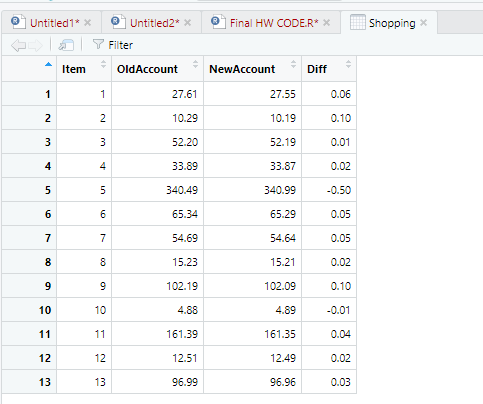 Untitled1* × Untitled2* × Final HW CODE.R* × Shopping ×
Filter
Item OldAccount NewAccount Diff
1 1 27.61 27.55 0.06
2 2 10.29 10.19 0.10
3 3 52.20 52.19 0.01
4 4 33.89 33.87 0.02
5 5 340.49 340.99 -0.50
6 6 65.34 65.29 0.05
7 7 54.69 54.64 0.05
8 8 15.23 15.21 0.02
9 9 102.19 102.09 0.10
10 10 4.88 4.89 -0.01
11 11 161.39 161.35 0.04
12 12 12.51 12.49 0.02
13 13 96.99 96.96 0.03